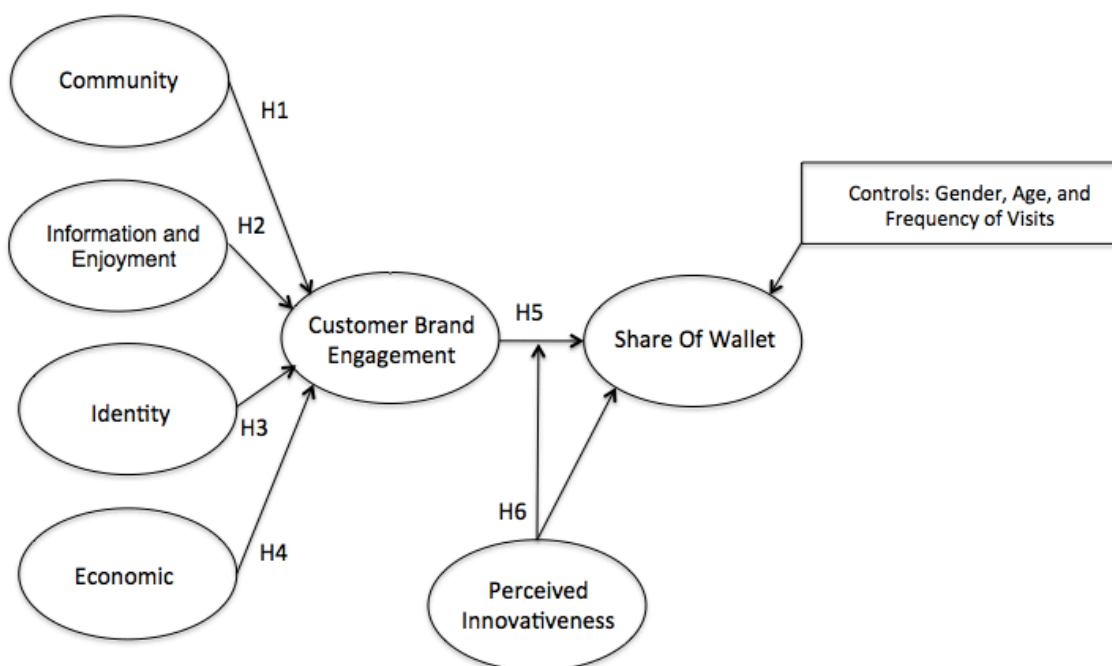 Community
H1
Information and
Enjoyment
H2
Controls: Gender, Age, and
Frequency of Visits
Customer Brand
Engagement
H5
Share Of Wallet
Identity
H3
H6
H4
Economic
Perceived
Innovativeness